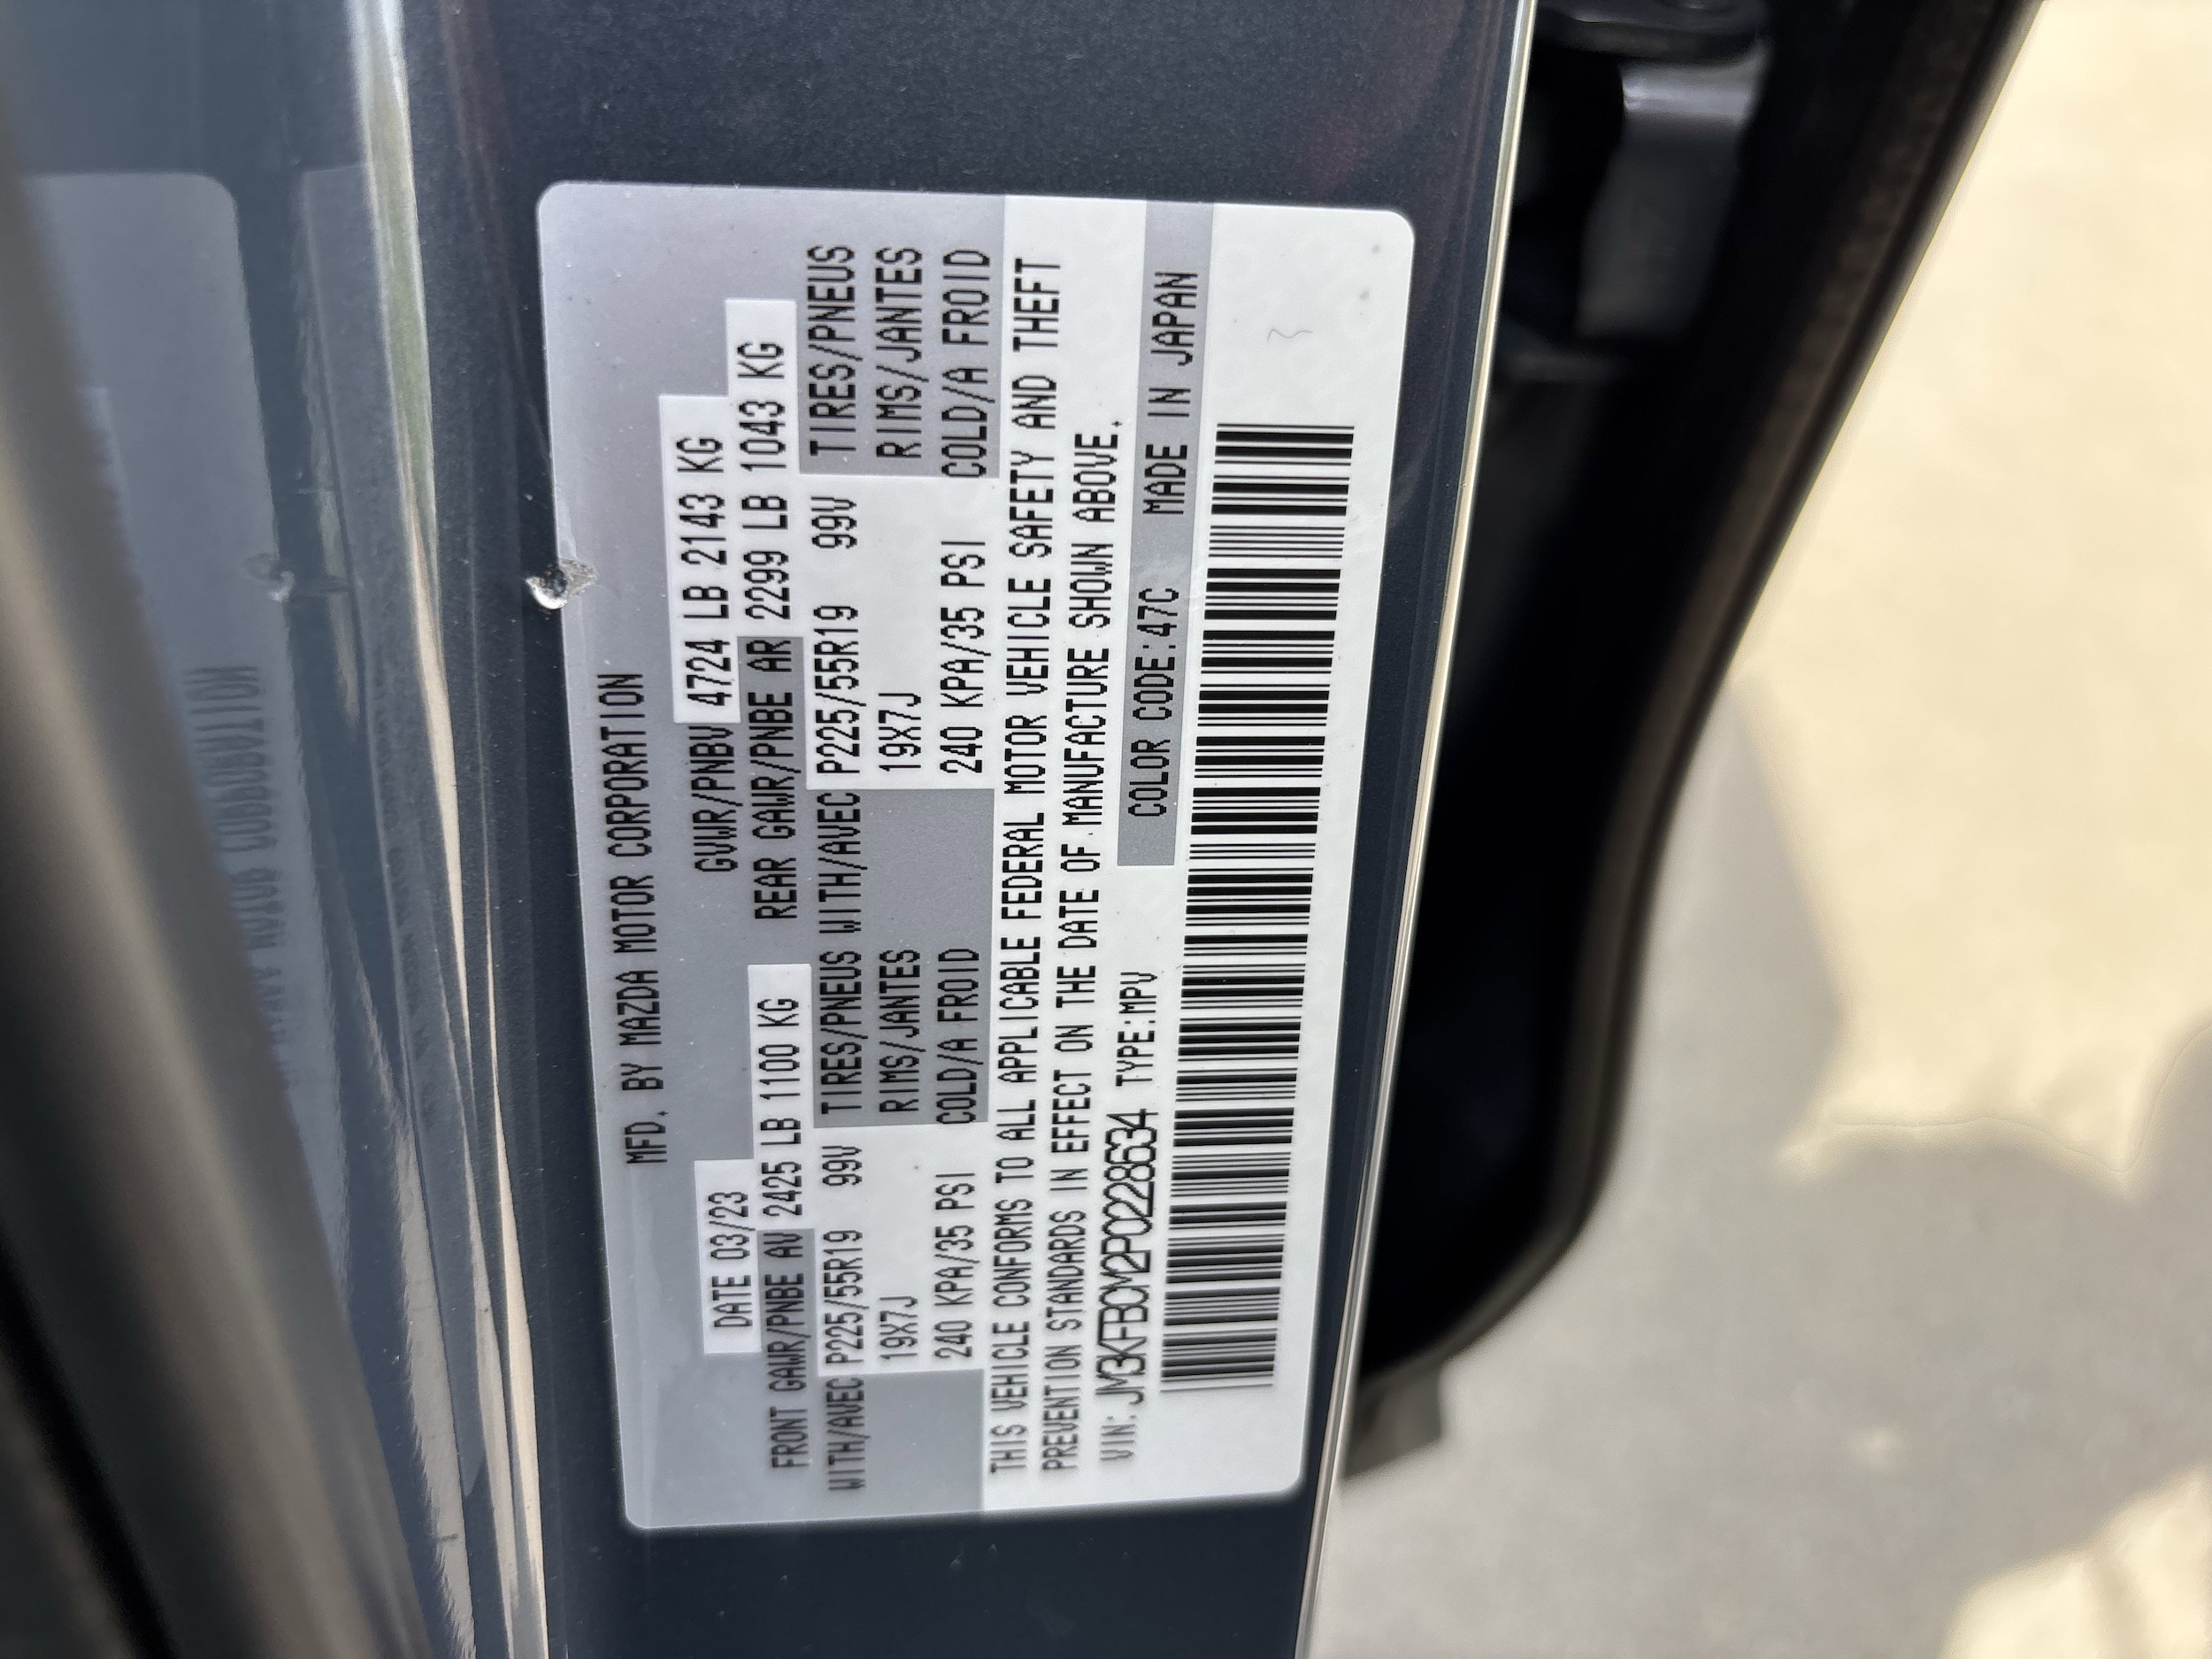 MFD. BY MAZDA MOTOR CORPORATION
DATE 03/23 GVWR/PNBV 4724 LB 2143 KG
FRONT GAWR/PNBE AV 2425 LB 1100 KG REAR GAWR/PNBE AR 2299 LB 1043 KG
WITH/AVEC P225/55R19 99V TIRES/PNEUS WITH/AVEC P225/55R19 99V TIRES/PNEUS
19X7J RIMS/JANTES 19X7J RIMS/JANTES
240 KPA/35 PSI COLD/A FROID 240 KPA/35 PSI COLD/A FROID
THIS VEHICLE CONFORMS TO ALL APPLICABLE FEDERAL MOTOR VEHICLE SAFETY AND THEFT
PREVENTION STANDARDS IN EFFECT ON THE DATE OF MANUFACTURE SHOWN ABOVE.
VIN: JM3KFBCM2P0228634 TYPE:MPV COLOR CODE:47C MADE IN JAPAN